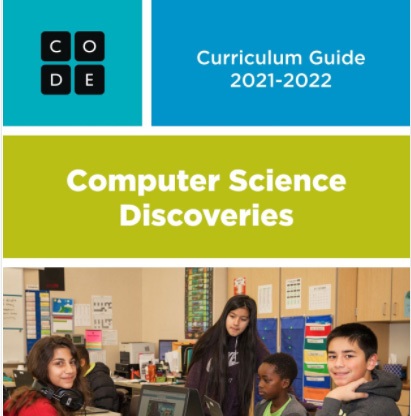 C O
D E
Curriculum Guide
2021-2022
Computer Science
Discoveries